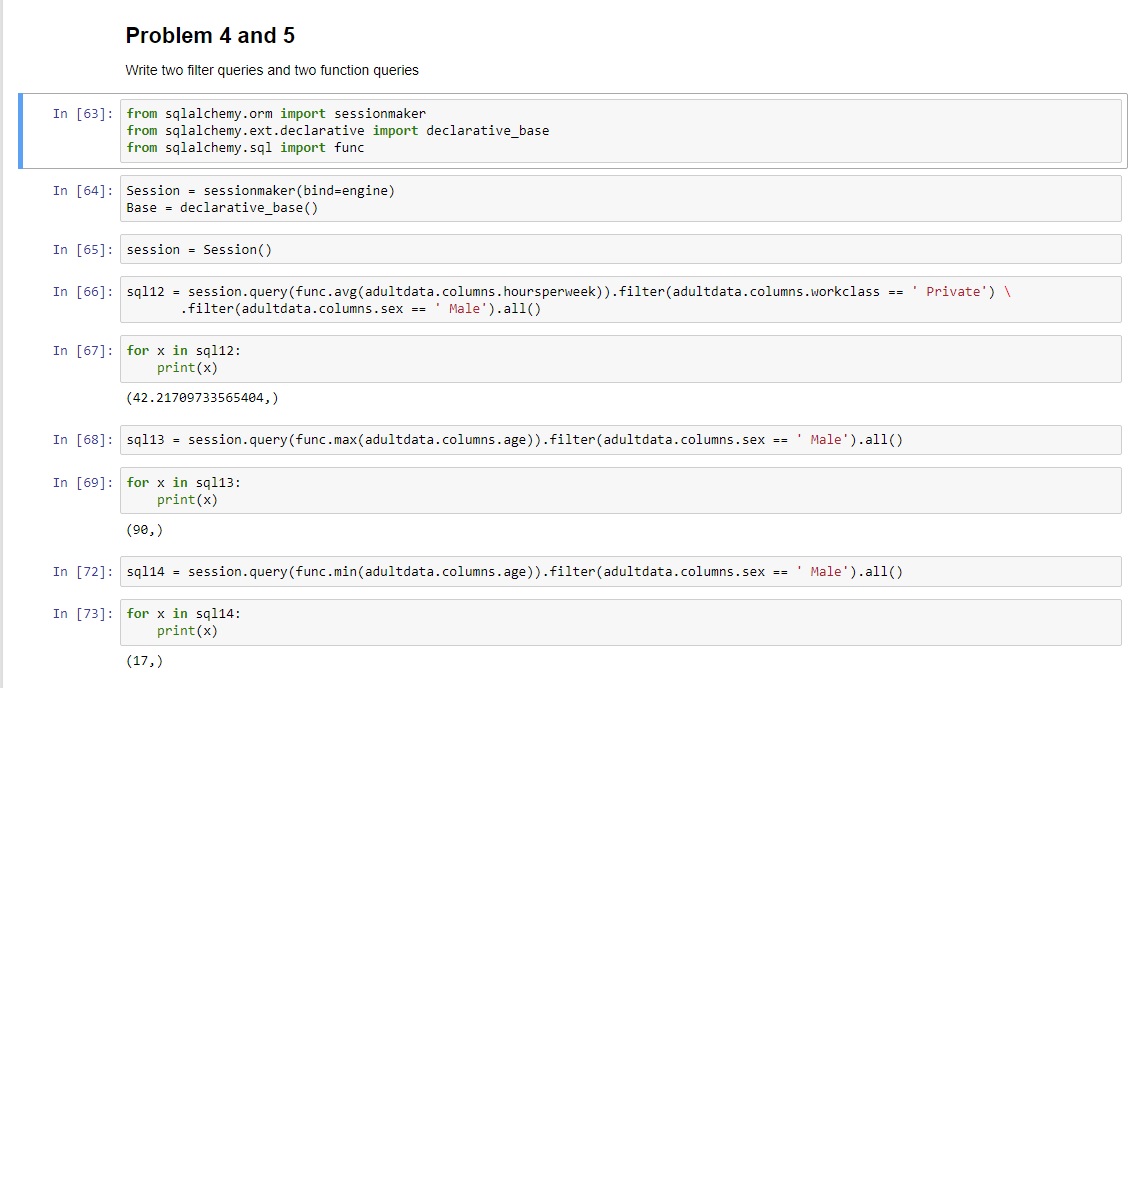 Problem 4 and 5
Write two filter queries and two function queries
In [63]: from sqlalchemy.orm import sessionmaker
from sqlalchemy.ext.declarative import declarative_base
from sqlalchemy.sql import func
In [64]: Session = sessionmaker(bind=engine)
Base = declarative_base()
In [65]: session = Session()
In [66]: sql12 = session.query(func.avg(adultdata.columns.hoursperweek)).filter(adultdata.columns.workclass == ' Private') \
.filter(adultdata.columns.sex == ' Male').all()
In [67]: for x in sql12:
print(x)
(42.21709733565404,)
In [68]: sql13 = session.query(func.max(adultdata.columns.age)).filter(adultdata.columns.sex == ' Male').all()
In [69]: for x in sql13:
print(x)
(90,)
In [72]: sql14 = session.query(func.min(adultdata.columns.age)).filter(adultdata.columns.sex == ' Male').all()
In [73]: for x in sql14:
print(x)
(17,)